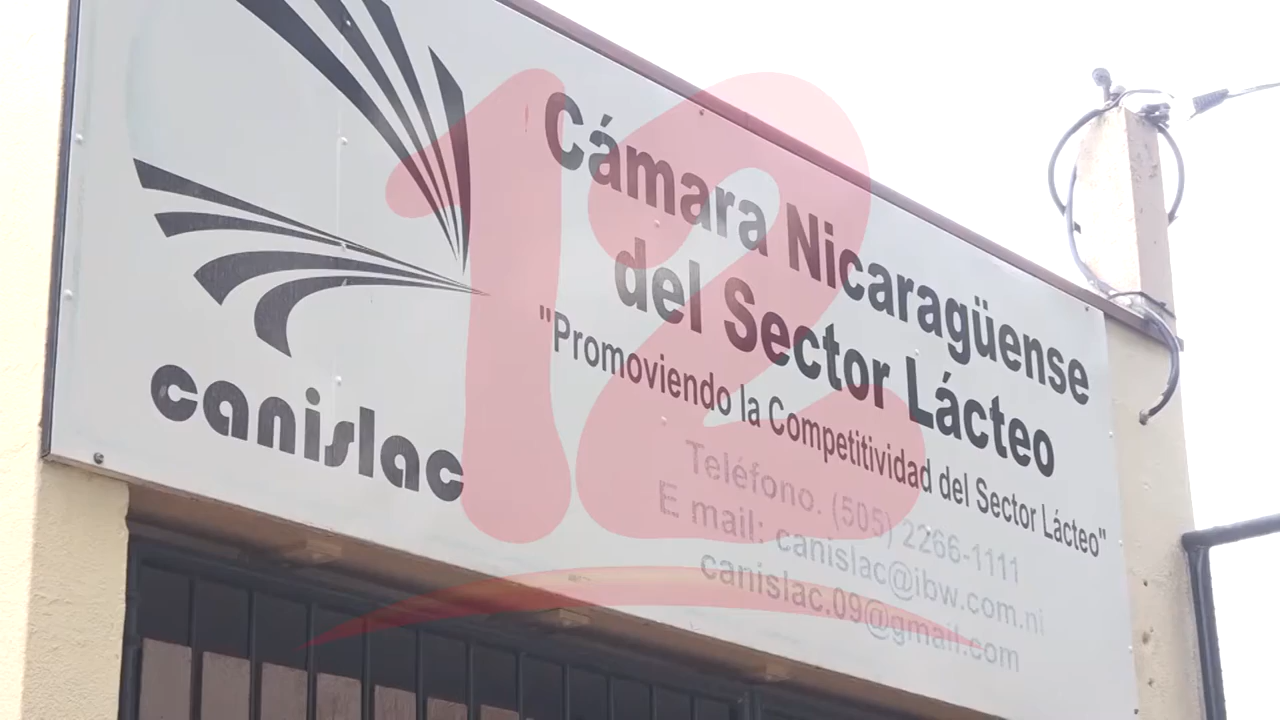 canislac
Cámara Nicaragüense
del Sector Lácteo
"Promoviendo la Competitividad del Sector Lácteo"
Teléfono. (505) 2266-1111
E mail: canislac@ibw.com.ni
canislac.09@gmail.com
12